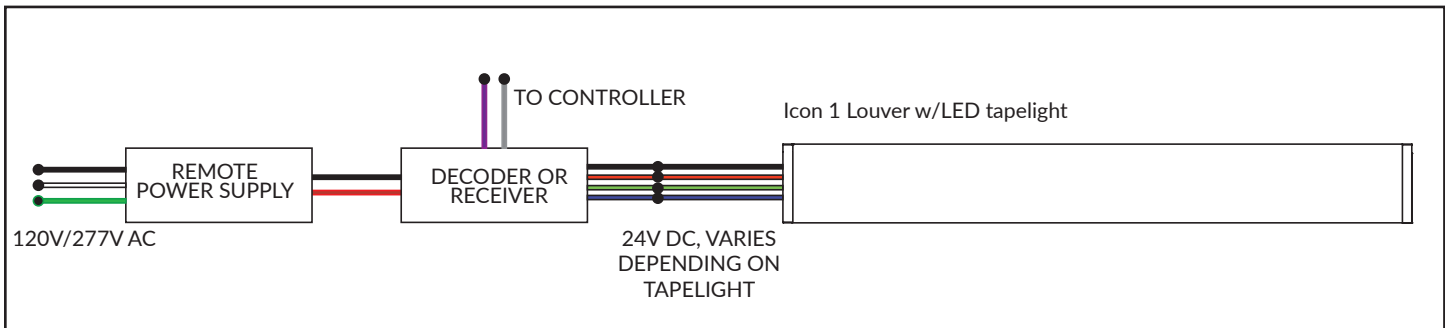 TO CONTROLLER
Icon 1 Louver w/LED tapelight
REMOTE
POWER SUPPLY
DECODER OR
RECEIVER
120V/277V AC
24V DC, VARIES
DEPENDING ON
TAPELIGHT